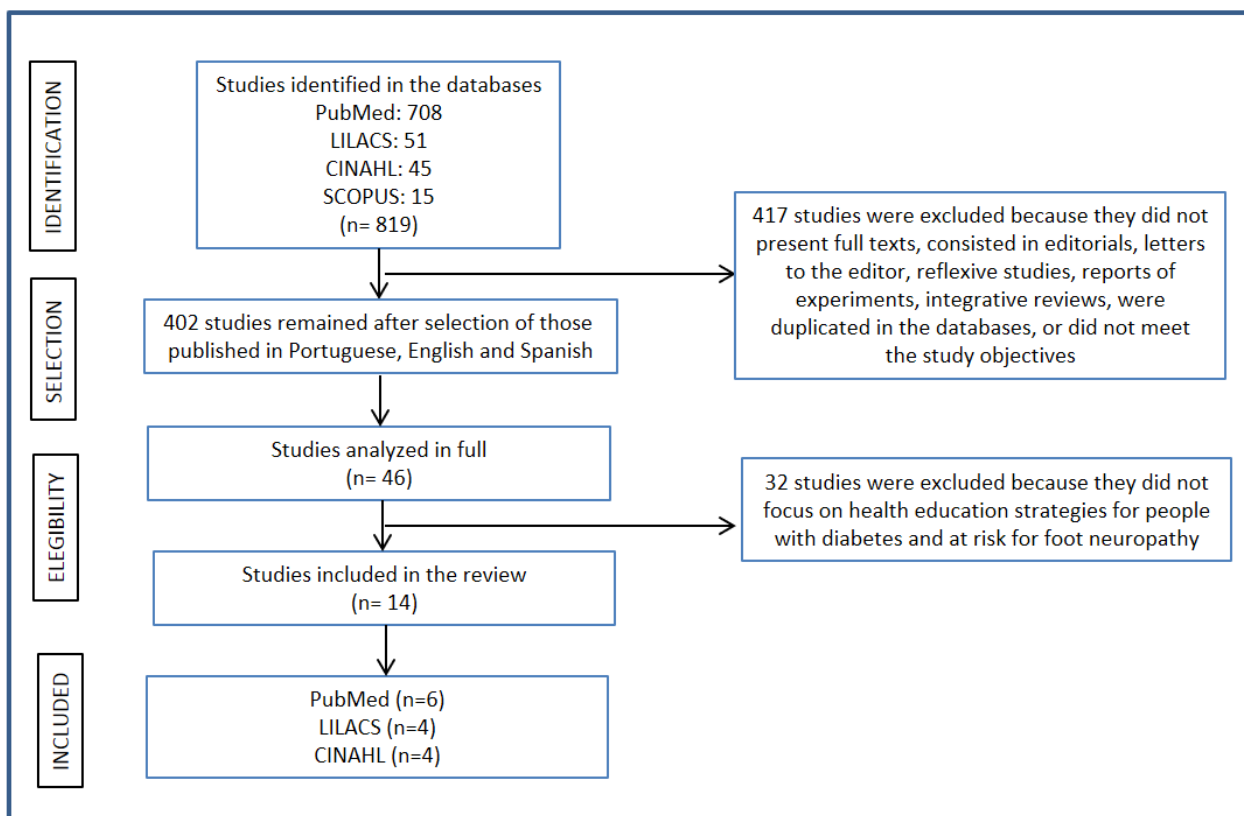 IDENTIFICATION
Studies identified in the databases
PubMed: 708
LILACS: 51
CINAHL: 45
SCOPUS: 15
(n= 819)
417 studies were excluded because they did not
present full texts, consisted in editorials, letters
to the editor, reflexive studies, reports of
experiments, integrative reviews, were
duplicated in the databases, or did not meet
the study objectives
SELECTION
402 studies remained after selection of those
published in Portuguese, English and Spanish
ELEGIBILITY
Studies analyzed in full
(n= 46)
32 studies were excluded because they did not
focus on health education strategies for people
with diabetes and at risk for foot neuropathy
Studies included in the review
(n= 14)
INCLUDED
PubMed (n=6)
LILACS (n=4)
CINAHL (n=4)